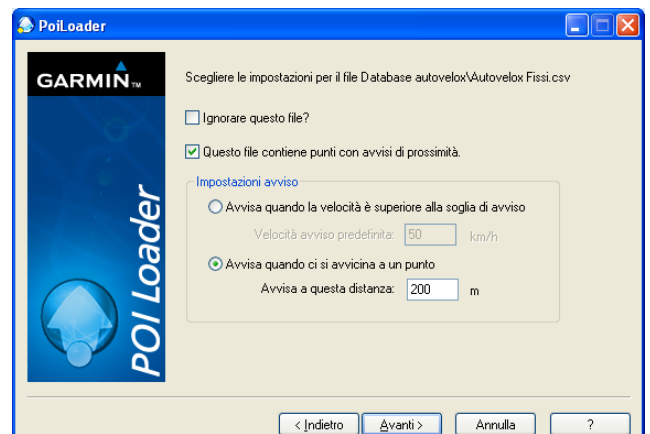 PoiLoader
GARMIN™
POI Loader
Scegliere le impostazioni per il file Database autovelox\Autovelox Fissi.csv
Ignorare questo file?
Questo file contiene punti con avvisi di prossimità.
Impostazioni avviso
Avvisa quando la velocità è superiore alla soglia di avviso
Velocità avviso predefinita: 50 km/h
Avvisa quando ci si avvicina a un punto
Avvisa a questa distanza: 200 m
< Indietro Avanti > Annulla ?